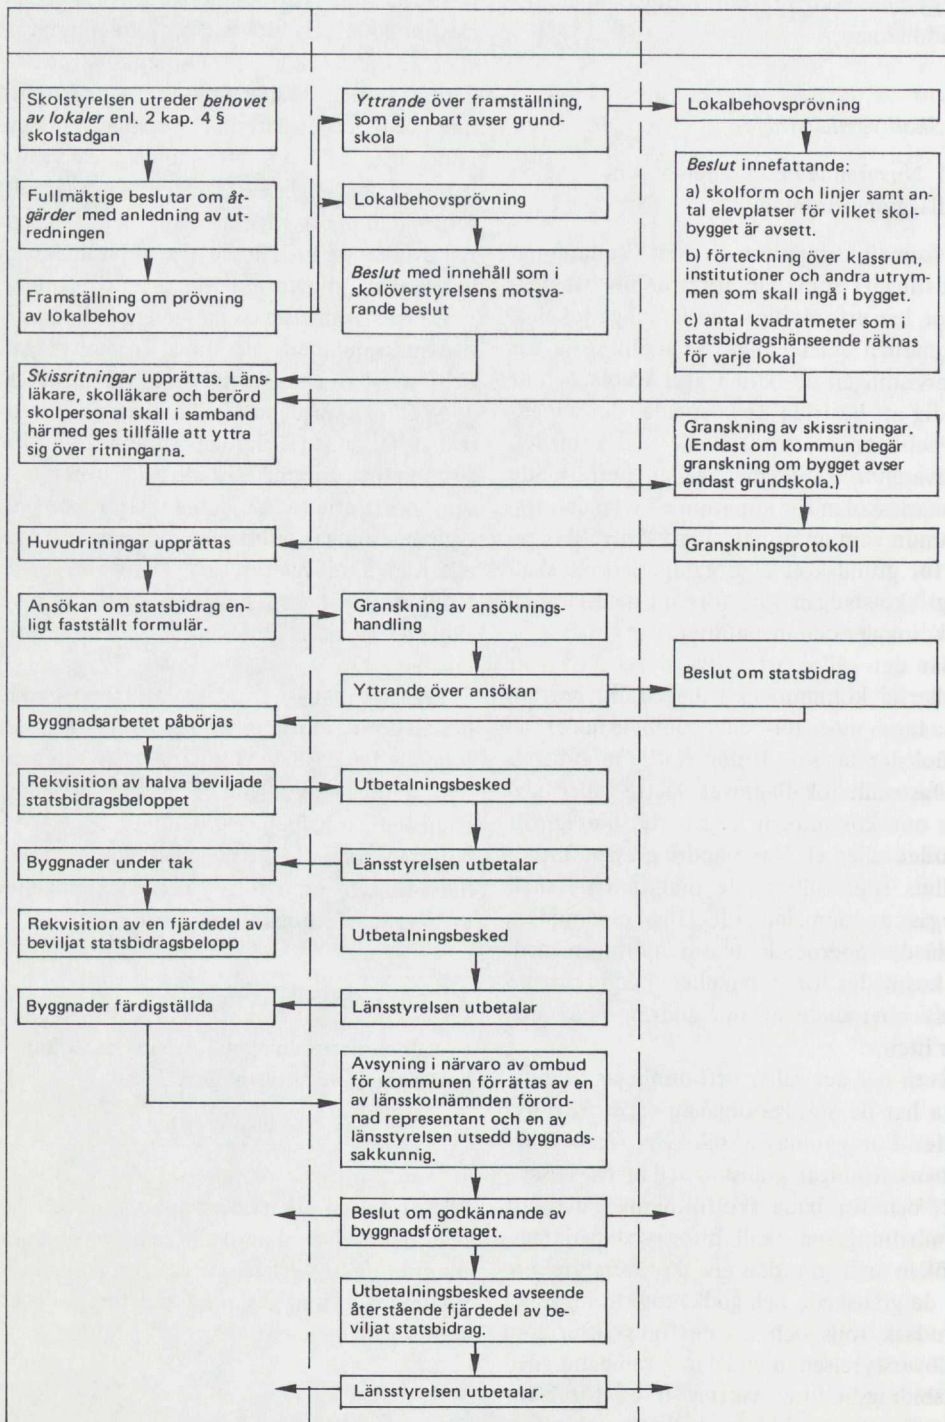 Skolstyrelsen utreder behovet
av lokaler enl. 2 kap. 4 §
skolstadgan
Yttrande över framställning,
som ej enbart avser grund-
skola
Lokalbehovsprövning
Fullmäktige beslutar om åt-
gärder med anledning av ut-
redningen
Lokalbehovsprövning
Beslut innefattande:
a) skolform och linjer samt an-
tal elevplatser för vilket skol-
bygget är avsett.
b) förteckning över klassrum,
institutioner och andra utrym-
men som skall ingå i bygget.
c) antal kvadratmeter som i
statsbidragshänseende räknas
för varje lokal
Framställning om prövning
av lokalbehov
Beslut med innehåll som i
skolöverstyrelsens motsva-
rande beslut
Skissritningar upprättas. Läns-
läkare, skolläkare och berörd
skolpersonal skall i samband
härmed ges tillfälle att yttra
sig över ritningarna.
Granskning av skissritningar.
(Endast om kommun begär
granskning om bygget avser
endast grundskola.)
Huvudritningar upprättas
Granskningsprotokoll
Ansökan om statsbidrag en-
ligt fastställt formulär.
Granskning av ansöknings-
handling
Yttrande över ansökan
Beslut om statsbidrag
Byggnadsarbetet påbörjas
Rekvisition av halva beviljade
statsbidragsbeloppet
Utbetalningsbesked
Byggnader under tak
Länsstyrelsen utbetalar
Rekvisition av en fjärdedel av
beviljat statsbidragsbelopp
Utbetalningsbesked
Byggnader färdigställda
Länsstyrelsen utbetalar
Avsyning i närvaro av ombud
för kommunen förrättas av en
av länsskolnämnden förord-
nad representant och en av
länsstyrelsen utsedd byggnads-
sakkunnig.
Beslut om godkännande av
byggnadsföretaget.
Utbetalningsbesked avseende
återstående fjärdedel av be-
viljat statsbidrag.
Länsstyrelsen utbetalar.